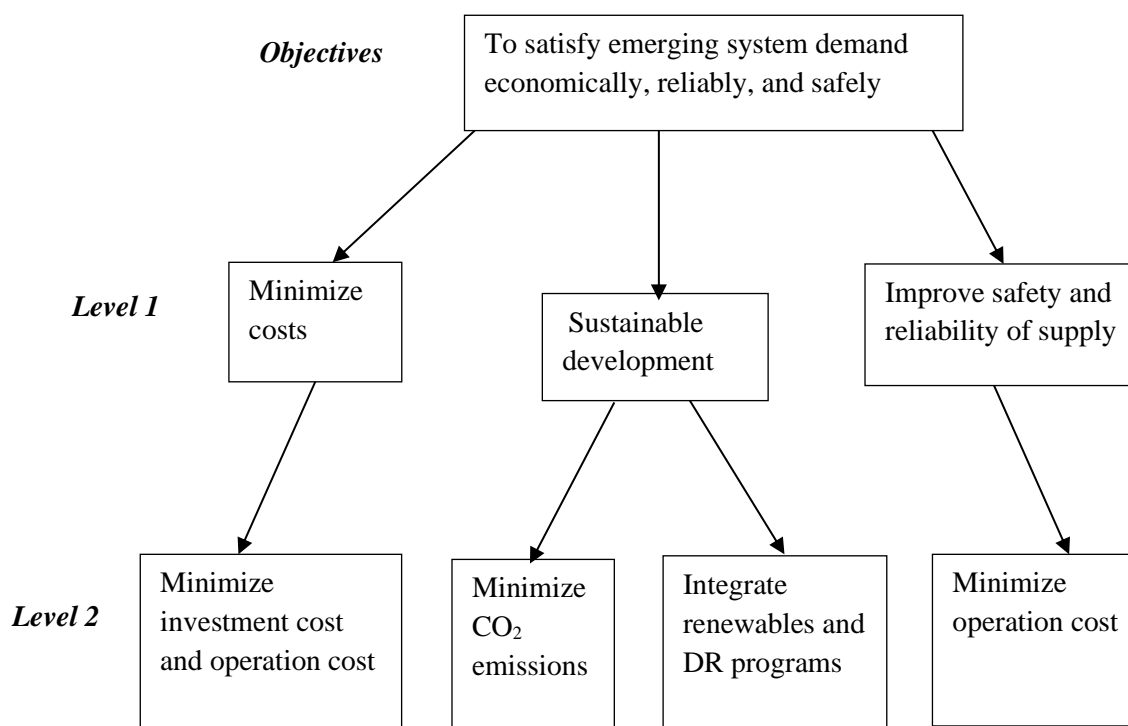 Objectives
To satisfy emerging system demand
economically, reliably, and safely
Level 1
Minimize
costs
Sustainable
development
Improve safety and
reliability of supply
Level 2
Minimize
investment cost
and operation cost
Minimize
CO₂
emissions
Integrate
renewables and
DR programs
Minimize
operation cost